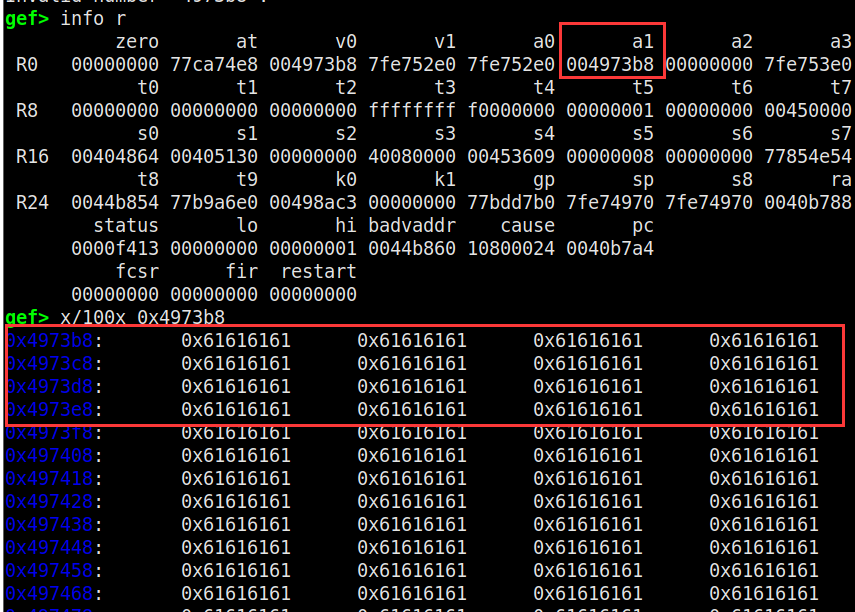 gef> info r
zero at v0 v1 a0 a1 a2 a3
R0 00000000 77ca74e8 004973b8 7fe752e0 7fe752e0 004973b8 00000000 7fe753e0
t0 t1 t2 t3 t4 t5 t6 t7
R8 00000000 00000000 00000000 ffffffff f0000000 00000001 00000000 00450000
s0 s1 s2 s3 s4 s5 s6 s7
R16 00404864 00405130 00000000 40080000 00453609 00000008 00000000 77854e54
t8 t9 k0 k1 gp sp s8 ra
R24 0044b854 77b9a6e0 00498ac3 00000000 77bdd7b0 7fe74970 7fe74970 0040b788
status lo hi badvaddr cause pc
0000f413 00000000 00000001 0044b860 10800024 0040b7a4
fcsr fir restart
00000000 00000000 00000000
gef> x/100x 0x4973b8
0x4973b8: 0x61616161 0x61616161 0x61616161 0x61616161
0x4973c8: 0x61616161 0x61616161 0x61616161 0x61616161
0x4973d8: 0x61616161 0x61616161 0x61616161 0x61616161
0x4973e8: 0x61616161 0x61616161 0x61616161 0x61616161
0x4973f8: 0x61616161 0x61616161 0x61616161 0x61616161
0x497408: 0x61616161 0x61616161 0x61616161 0x61616161
0x497418: 0x61616161 0x61616161 0x61616161 0x61616161
0x497428: 0x61616161 0x61616161 0x61616161 0x61616161
0x497438: 0x61616161 0x61616161 0x61616161 0x61616161
0x497448: 0x61616161 0x61616161 0x61616161 0x61616161
0x497458: 0x61616161 0x61616161 0x61616161 0x61616161
0x497468: 0x61616161 0x61616161 0x61616161 0x61616161